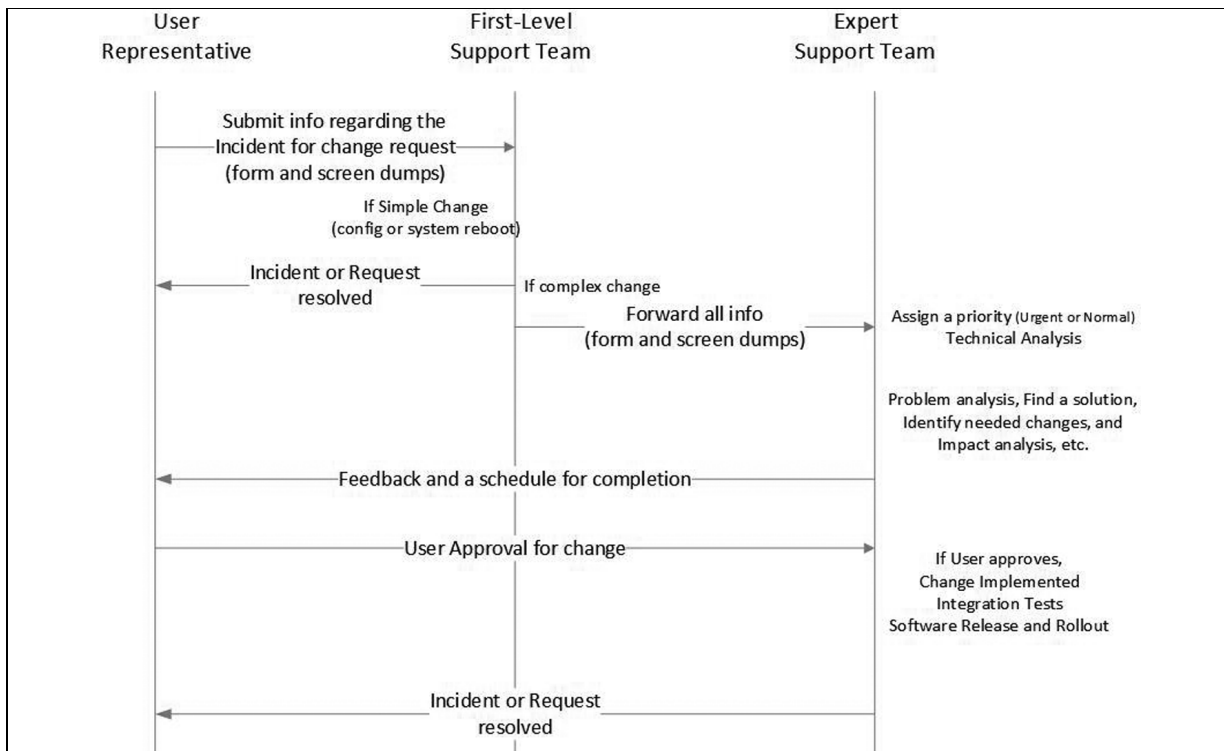 User
Representative
First-Level
Support Team
Expert
Support Team
Submit info regarding the
Incident for change request
(form and screen dumps)
If Simple Change
(config or system reboot)
Incident or Request
resolved
If complex change
Forward all info
(form and screen dumps)
Assign a priority (Urgent or Normal)
Technical Analysis
Problem analysis, Find a solution,
Identify needed changes, and
Impact analysis, etc.
Feedback and a schedule for completion
User Approval for change
If User approves,
Change Implemented
Integration Tests
Software Release and Rollout
Incident or Request
resolved